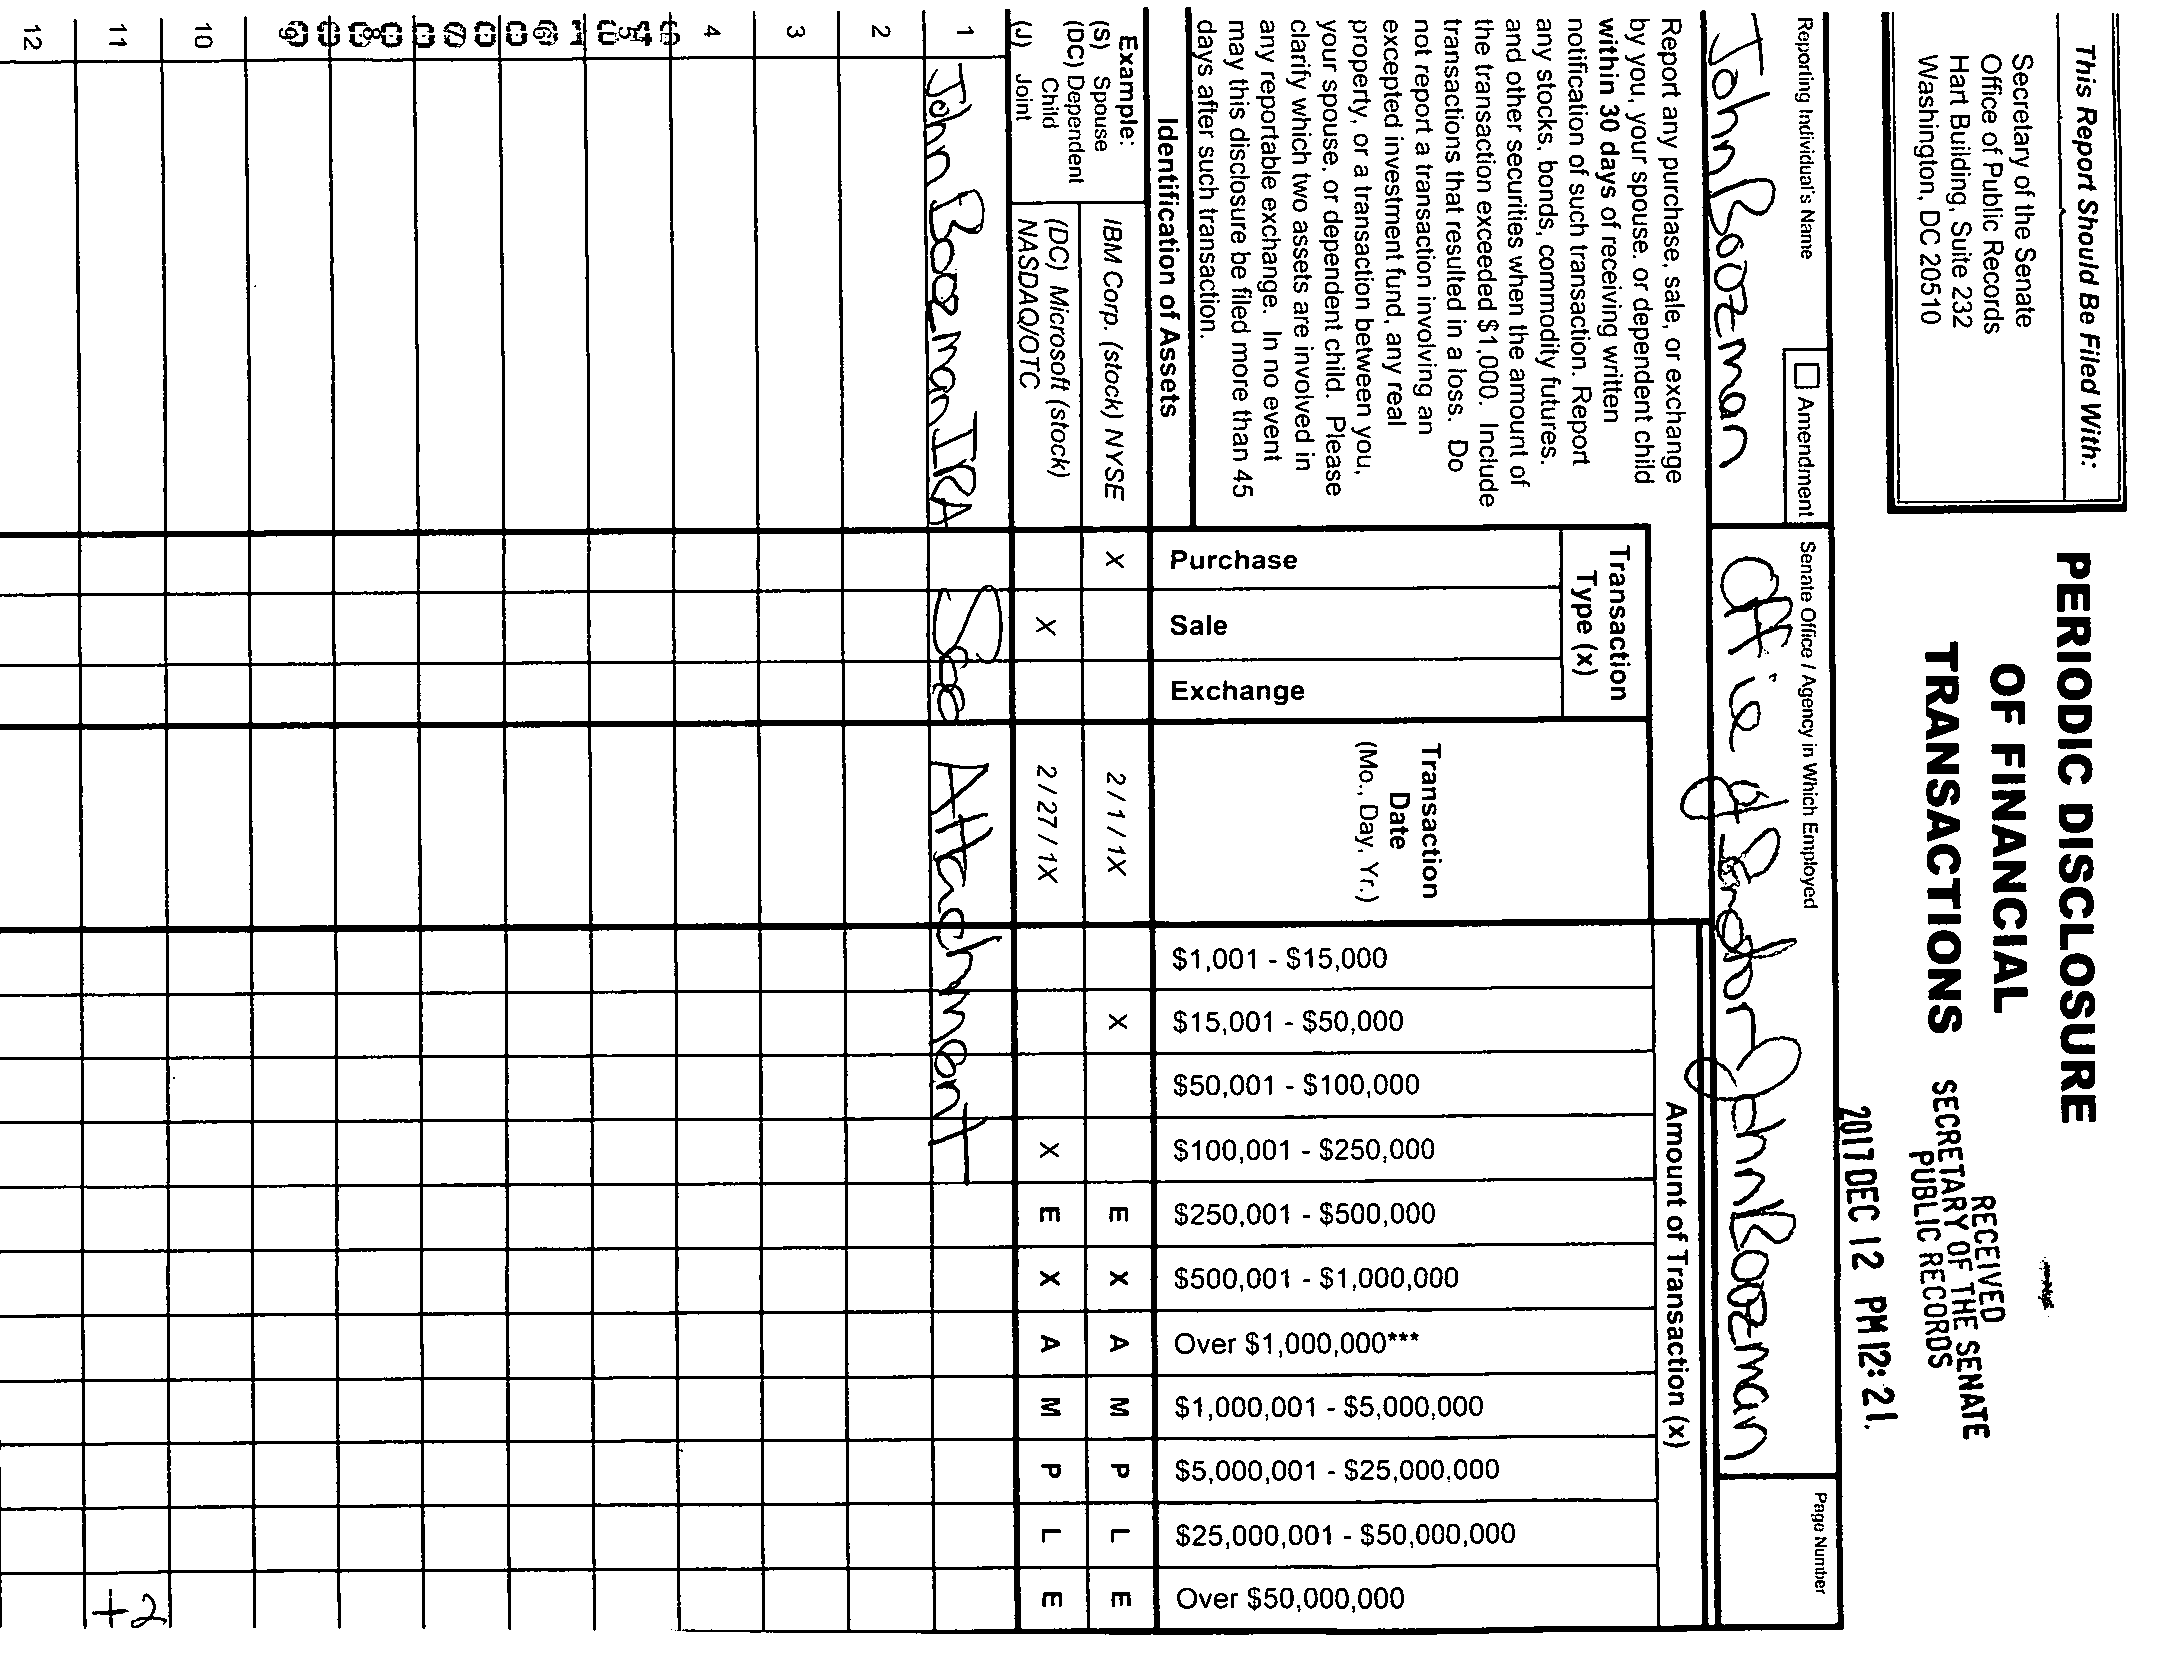 This Report Should Be Filed With:
Secretary of the Senate
Office of Public Records
Hart Building, Suite 232
Washington, DC 20510
PERIODIC DISCLOSURE
OF FINANCIAL
TRANSACTIONS
RECEIVED
SECRETARY OF THE SENATE
PUBLIC RECORDS
2017 DEC 12 PM 12: 21
Reporting Individual's Name
John Boozman
Amendment
Senate Office / Agency in Which Employed
Offie of Senator John Boozman
Page Number
Report any purchase, sale, or exchange
by you, your spouse. or dependent child
within 30 days of receiving written
notification of such transaction. Report
any stocks, bonds, commodity futures.
and other securities when the amount of
the transaction exceeded $1,000. Include
transactions that resulted in a loss. Do
not report a transaction involving an
excepted investment fund, any real
property, or a transaction between you,
your spouse, or dependent child. Please
clarify which two assets are involved in
any reportable exchange. In no event
may this disclosure be filed more than 45
days after such transaction.
Identification of Assets
Transaction
Type (x)
Purchase
Sale
Exchange
Transaction
Date
(Mo., Day, Yr.)
Amount of Transaction (x)
$1,001 - $15,000
$15,001 - $50,000
$50,001 - $100,000
$100,001 - $250,000
$250,001 - $500,000
$500,001 - $1,000,000
Over $1,000,000***
$1,000,001 - $5,000,000
$5,000,001 - $25,000,000
$25,000,001 - $50,000,000
Over $50,000,000
Example:
(S) Spouse
(DC) Dependent
Child
(J) Joint
IBM Corp. (stock) NYSE X 2 / 1 / 1X X E X A M P L E
(DC) Microsoft (stock)
NASDAQ/OTC X 2 / 27 / 1X X E X A M P L E
1 John Boozman IRA See Attachment
2
3
4
5
6
7
8
9
10
11 +2
12